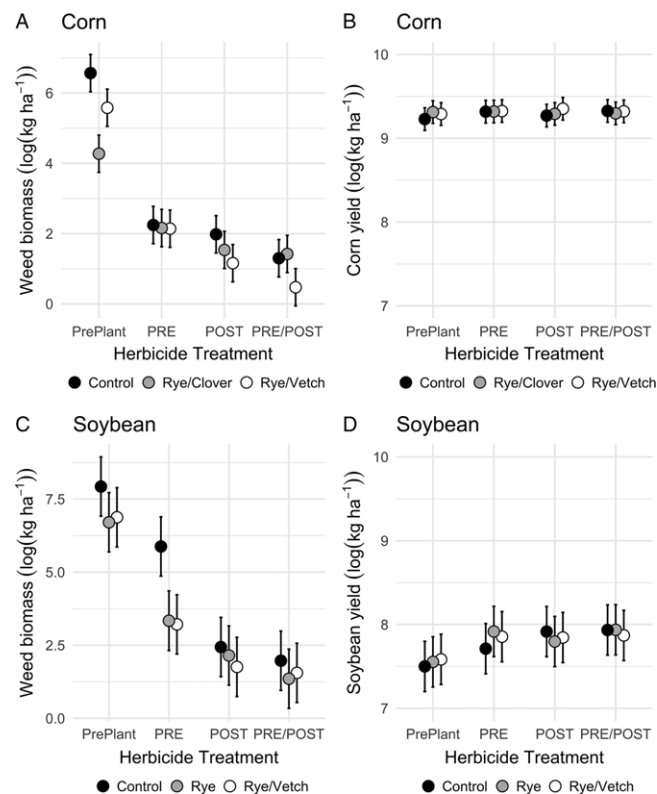 A Corn
Weed biomass (log(kg ha⁻¹))
6
4
2
0
PrePlant PRE POST PRE/POST
Herbicide Treatment
Control Rye/Clover Rye/Vetch
B Corn
Corn yield (log(kg ha⁻¹))
10
9
8
7
PrePlant PRE POST PRE/POST
Herbicide Treatment
Control Rye/Clover Rye/Vetch
C Soybean
Weed biomass (log(kg ha⁻¹))
7.5
5.0
2.5
0.0
PrePlant PRE POST PRE/POST
Herbicide Treatment
Control Rye Rye/Vetch
D Soybean
Soybean yield (log(kg ha⁻¹))
10
9
8
7
PrePlant PRE POST PRE/POST
Herbicide Treatment
Control Rye Rye/Vetch